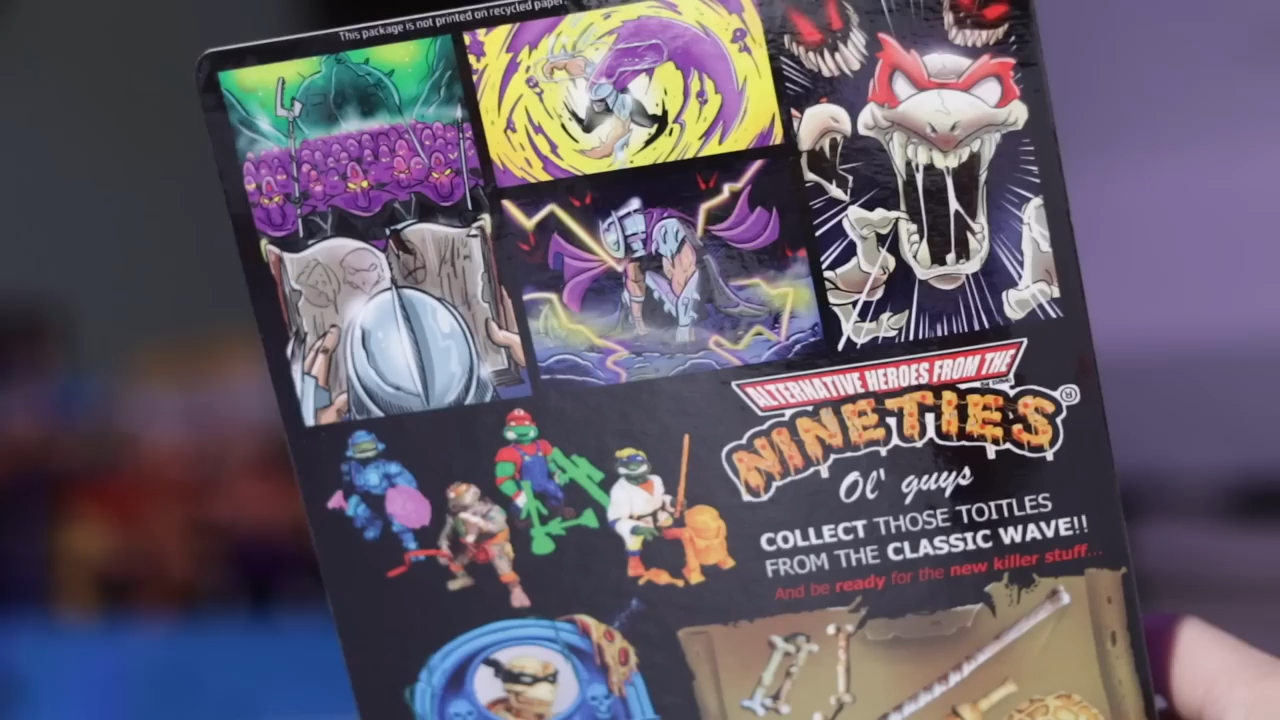 This package is not printed on recycled paper.
ALTERNATIVE HEROES FROM THE
NINETIES®
Ol' guys
COLLECT THOSE TOITTLES
FROM THE CLASSIC WAVE!!
And be ready for the new killer stuff...